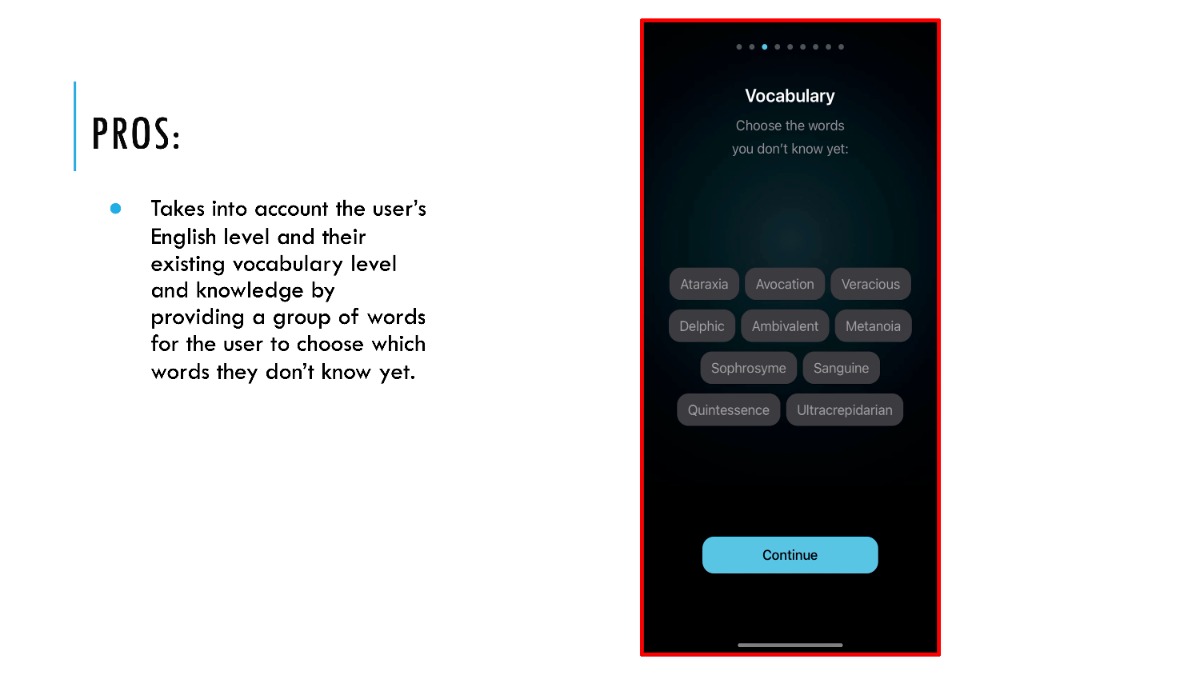 PROS:
Takes into account the user’s
English level and their
existing vocabulary level
and knowledge by
providing a group of words
for the user to choose which
words they don’t know yet.
Vocabulary
Choose the words
you don’t know yet:
Ataraxia Avocation Veracious
Delphic Ambivalent Metanoia
Sophrosyme Sanguine
Quintessence Ultracrepidarian
Continue